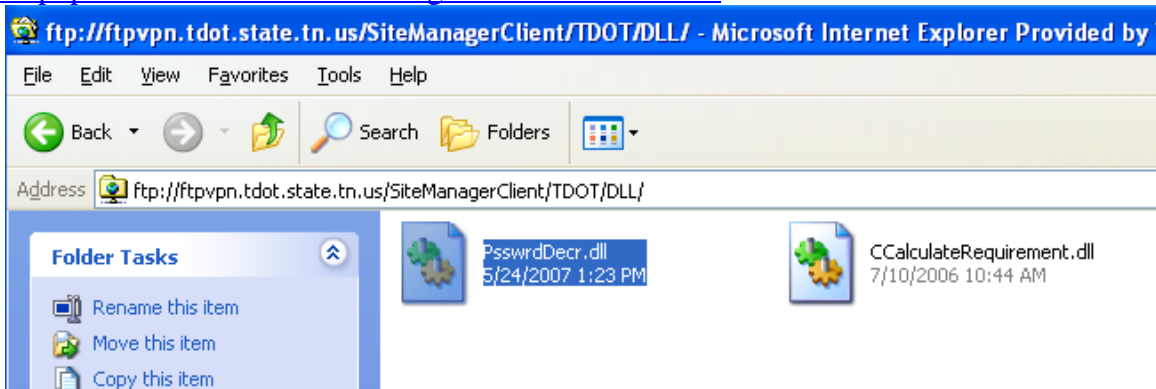 ftp://ftpvpn.tdot.state.tn.us/SiteManagerClient/TDOT/DLL/ - Microsoft Internet Explorer Provided by
File Edit View Favorites Tools Help
Back Search Folders
Address ftp://ftpvpn.tdot.state.tn.us/SiteManagerClient/TDOT/DLL/
Folder Tasks
Rename this item
Move this item
Copy this item
PsswrdDecr.dll
5/24/2007 1:23 PM
CCalculateRequirement.dll
7/10/2006 10:44 AM